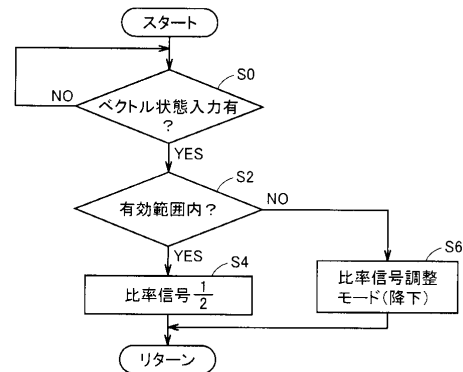 スタート
S0
NO
ベクトル状態入力有
?
YES
S2
有効範囲内?
NO
YES
S4
比率信号 1/2
S6
比率信号調整
モード(降下)
リターン